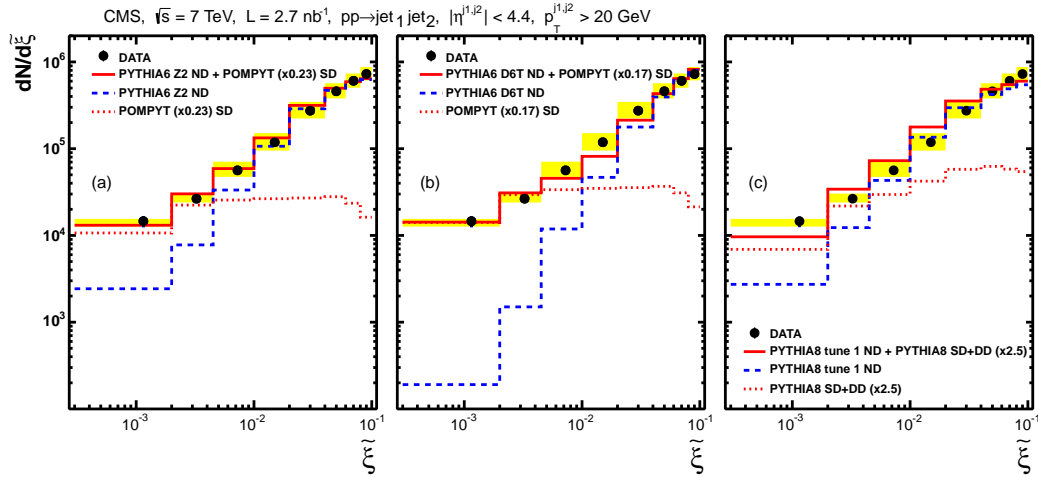 CMS, √s = 7 TeV, L = 2.7 nb⁻¹, pp→jet₁ jet₂, |η^{j1,j2}| < 4.4, p_T^{j1,j2} > 20 GeV
dN/dξ̃
10⁶
10⁵
10⁴
10³
DATA
PYTHIA6 Z2 ND + POMPYT (x0.23) SD
PYTHIA6 Z2 ND
POMPYT (x0.23) SD
(a)
10⁻³ 10⁻² 10⁻¹
ξ̃
DATA
PYTHIA6 D6T ND + POMPYT (x0.17) SD
PYTHIA6 D6T ND
POMPYT (x0.17) SD
(b)
10⁻³ 10⁻² 10⁻¹
ξ̃
(c)
DATA
PYTHIA8 tune 1 ND + PYTHIA8 SD+DD (x2.5)
PYTHIA8 tune 1 ND
PYTHIA8 SD+DD (x2.5)
10⁻³ 10⁻² 10⁻¹
ξ̃